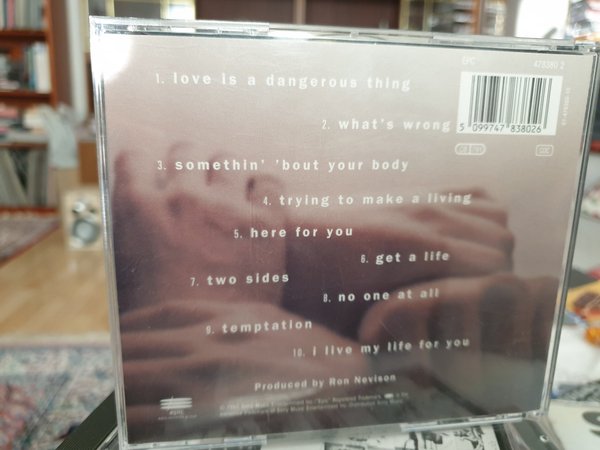 EPC 478380 2
1. love is a dangerous thing
2. what's wrong
5 099747 838026
3. somethin' 'bout your body
4. trying to make a living
5. here for you
6. get a life
7. two sides
8. no one at all
9. temptation
10. i live my life for you
Produced by Ron Nevison
epic